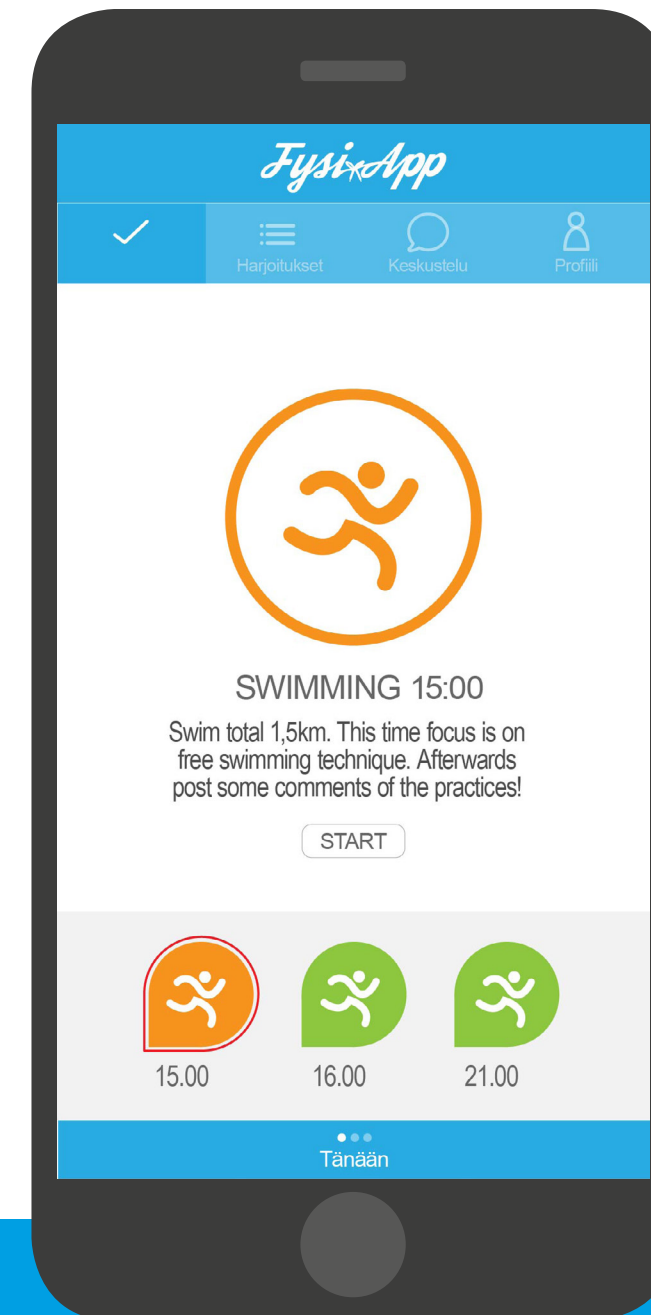 FysiApp
Harjoitukset
Keskustelu
Profiili
SWIMMING 15:00
Swim total 1,5km. This time focus is on
free swimming technique. Afterwards
post some comments of the practices!
START
15.00
16.00
21.00
Tänään